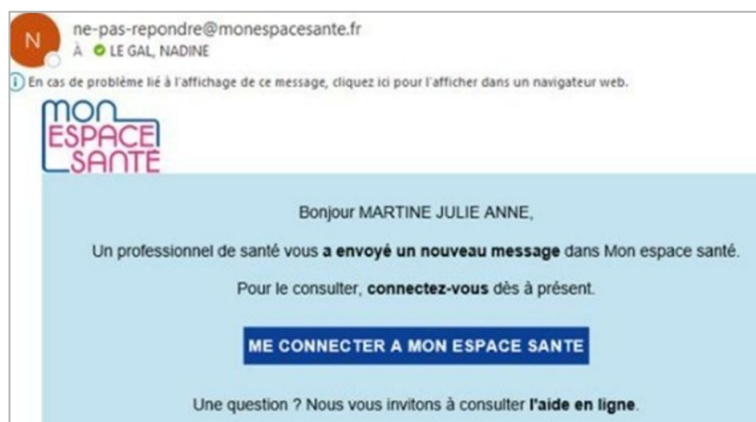 N
ne-pas-repondre@monespacesante.fr
À LE GAL, NADINE
i En cas de problème lié à l'affichage de ce message, cliquez ici pour l'afficher dans un navigateur web.
mon
ESPACE
SANTÉ
Bonjour MARTINE JULIE ANNE,
Un professionnel de santé vous a envoyé un nouveau message dans Mon espace santé.
Pour le consulter, connectez-vous dès à présent.
ME CONNECTER A MON ESPACE SANTE
Une question ? Nous vous invitons à consulter l'aide en ligne.